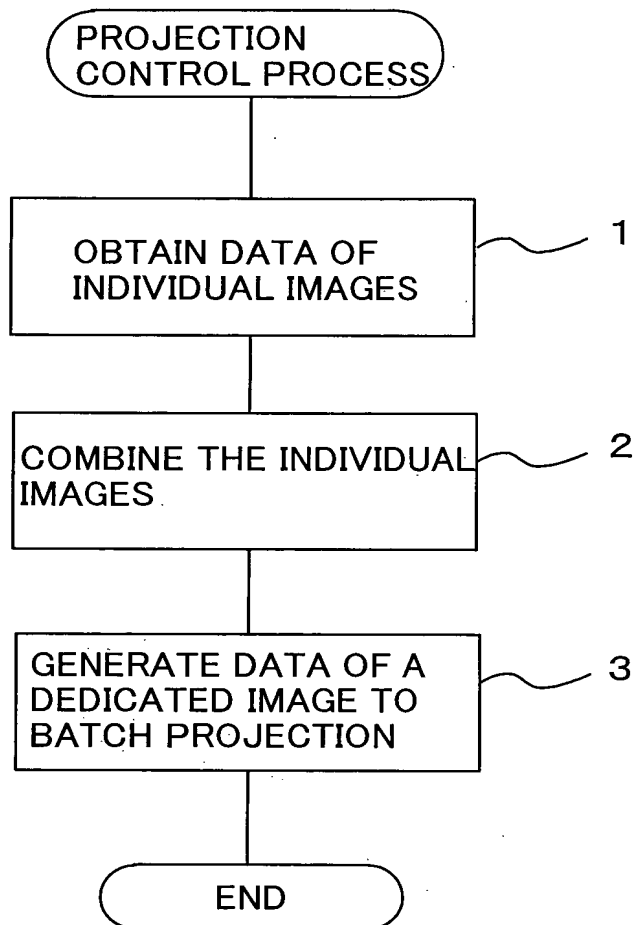 PROJECTION
CONTROL PROCESS
OBTAIN DATA OF
INDIVIDUAL IMAGES
1
COMBINE THE INDIVIDUAL
IMAGES
2
GENERATE DATA OF A
DEDICATED IMAGE TO
BATCH PROJECTION
3
END